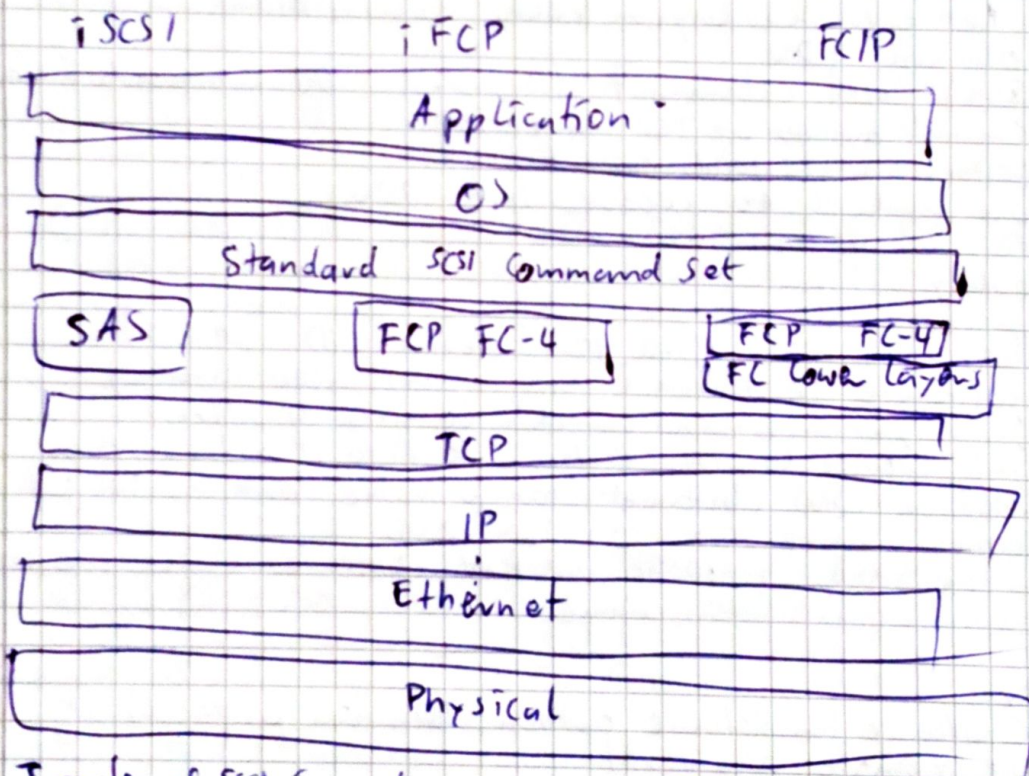 iSCSI iFCP FCIP
Application
OS
Standard SCSI Command Set
SAS FCP FC-4 FCP FC-4
FC Lower layers
TCP
IP
Ethernet
Physical